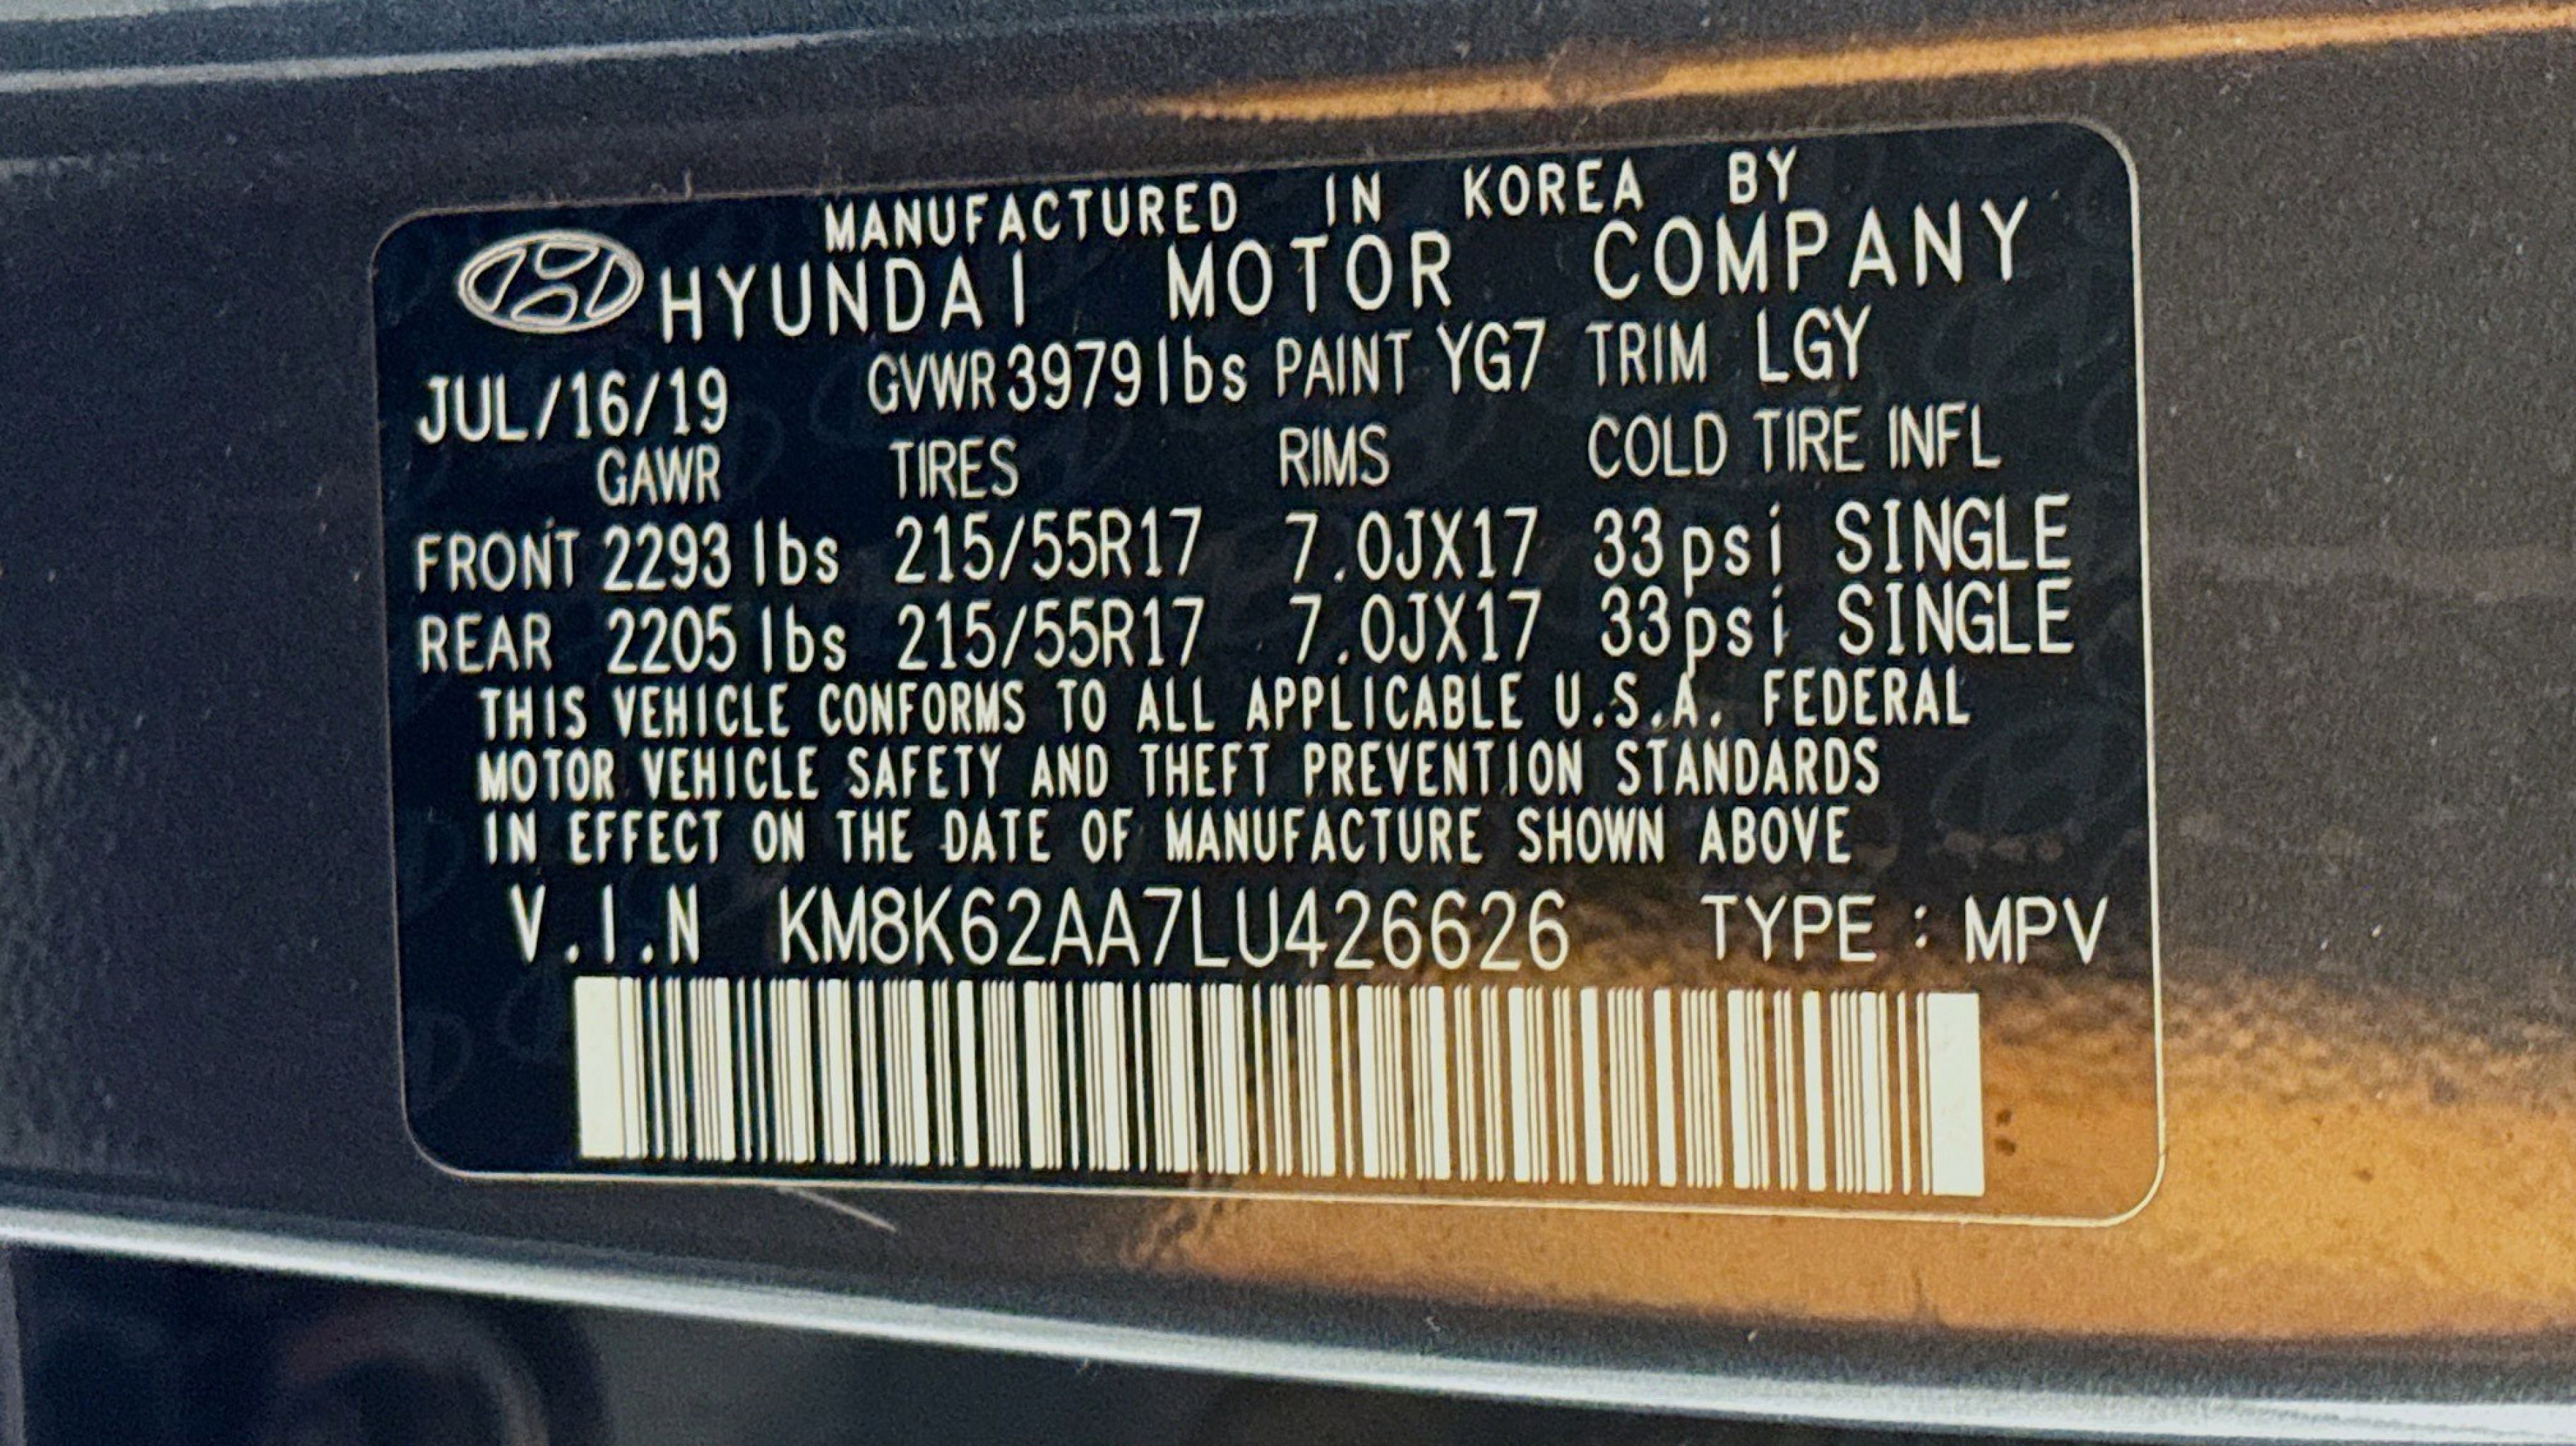 MANUFACTURED IN KOREA BY
HYUNDAI MOTOR COMPANY
JUL/16/19 GVWR 3979 lbs PAINT YG7 TRIM LGY
GAWR TIRES RIMS COLD TIRE INFL
FRONT 2293 lbs 215/55R17 7.0JX17 33psi SINGLE
REAR 2205 lbs 215/55R17 7.0JX17 33psi SINGLE
THIS VEHICLE CONFORMS TO ALL APPLICABLE U.S.A. FEDERAL
MOTOR VEHICLE SAFETY AND THEFT PREVENTION STANDARDS
IN EFFECT ON THE DATE OF MANUFACTURE SHOWN ABOVE
V.I.N KM8K62AA7LU426626 TYPE : MPV